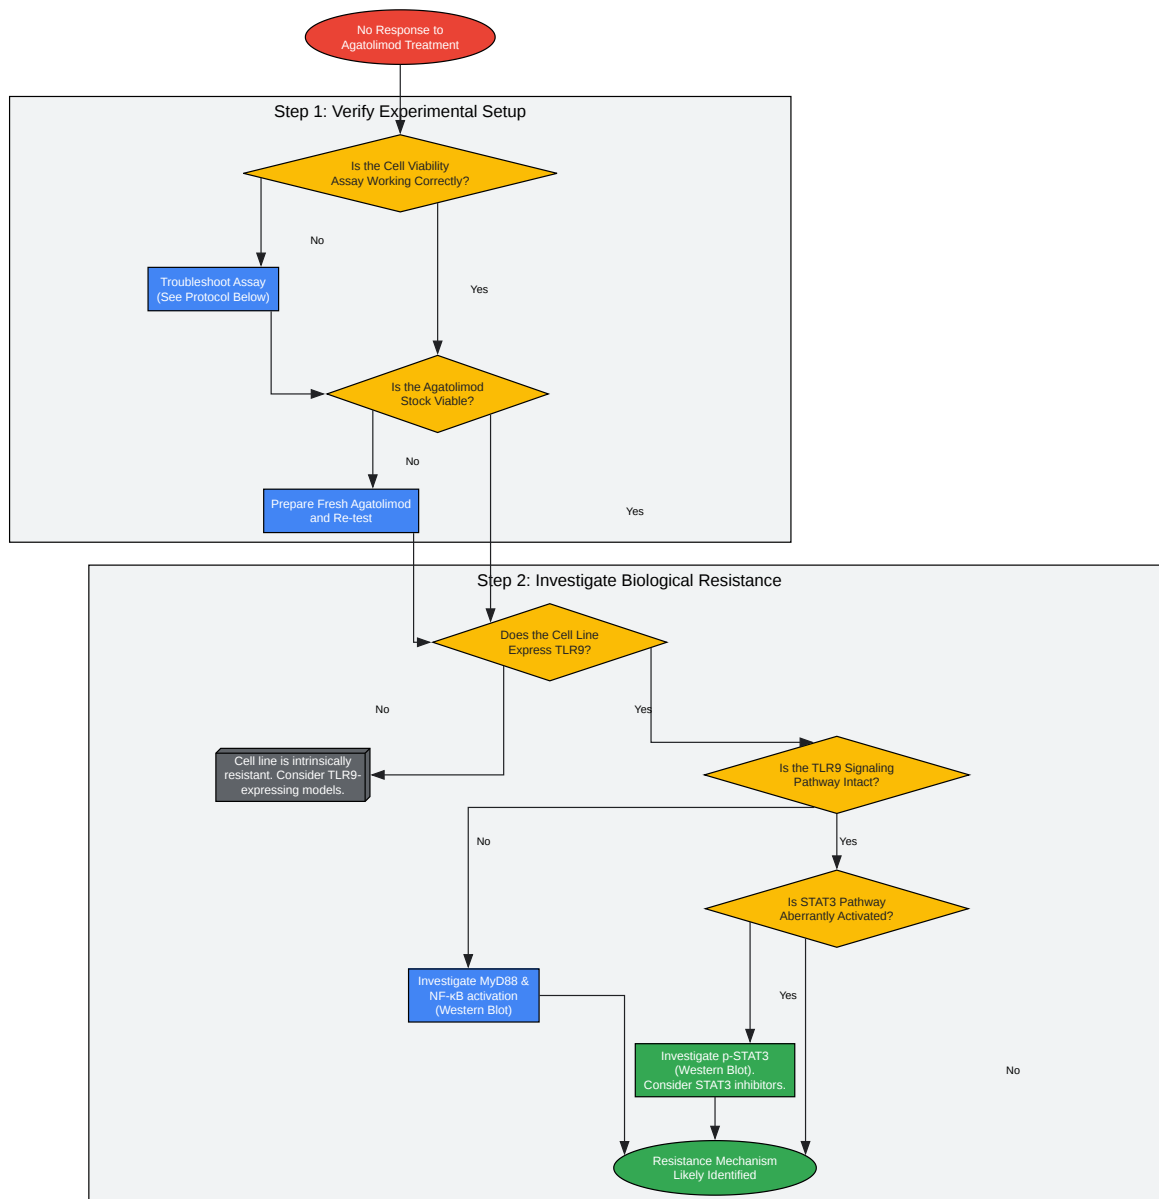 No Response to
Agatolimod Treatment
Step 1: Verify Experimental Setup
Is the Cell Viability
Assay Working Correctly?
No
Troubleshoot Assay
(See Protocol Below)
Yes
Is the Agatolimod
Stock Viable?
No
Prepare Fresh Agatolimod
and Re-test
Yes
Step 2: Investigate Biological Resistance
Does the Cell Line
Express TLR9?
No
Yes
Cell line is intrinsically
resistant. Consider TLR9-
expressing models.
Is the TLR9 Signaling
Pathway Intact?
No
Yes
Is STAT3 Pathway
Aberrantly Activated?
Investigate MyD88 &
NF-κB activation
(Western Blot)
Yes
Investigate p-STAT3
(Western Blot).
Consider STAT3 inhibitors.
No
Resistance Mechanism
Likely Identified